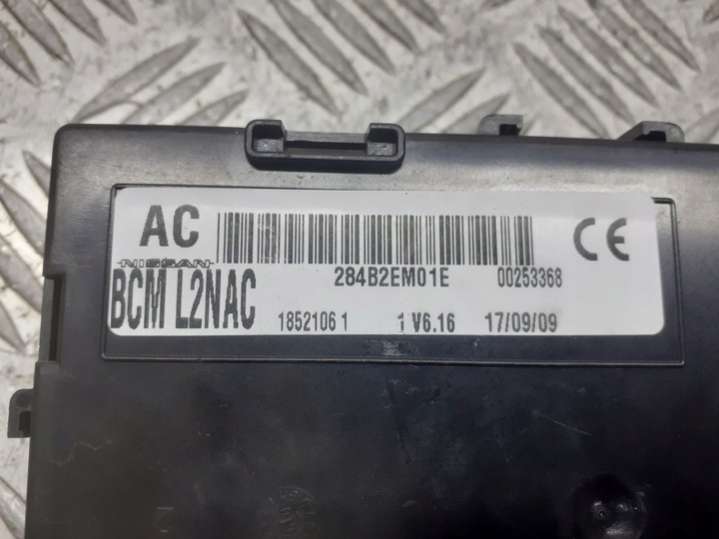 AC
NISSAN
284B2EM01E 00253368
BCM L2NAC
1852106 1 1 V6.16 17/09/09
CE